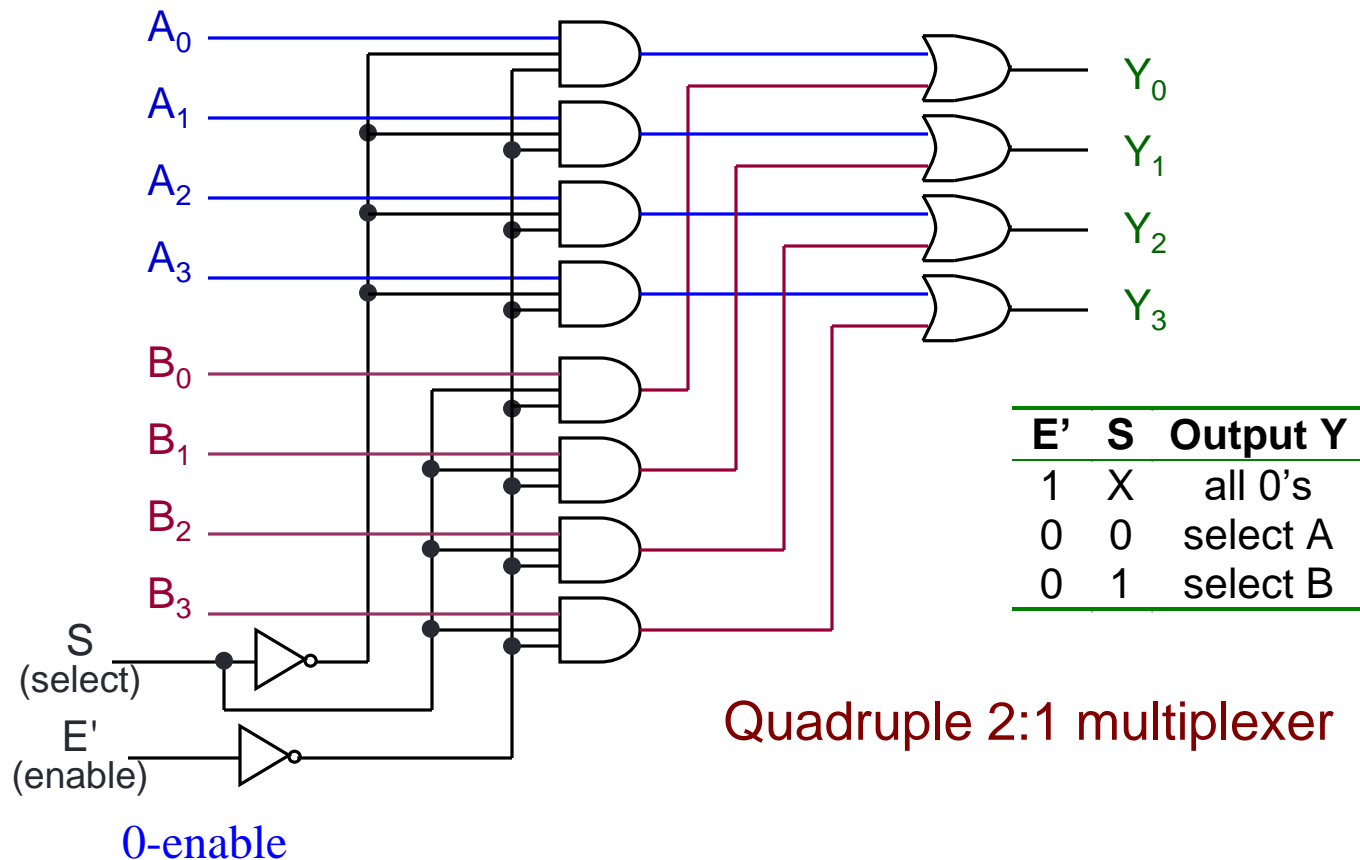 A0
Y0
A1
Y1
A2
Y2
A3
Y3
B0
B1
B2
B3
E’ S Output Y
1 X all 0’s
0 0 select A
0 1 select B
S
(select)
E'
(enable)
Quadruple 2:1 multiplexer
0-enable